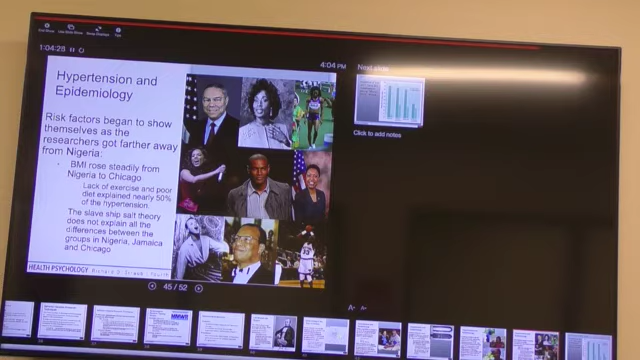 1:04:28
4:04 PM
Next slide
Hypertension and
Epidemiology
Risk factors began to show
themselves as the
researchers got farther away
from Nigeria:
BMI rose steadily from
Nigeria to Chicago
Lack of exercise and poor
diet explained nearly 50%
of the hypertension.
The slave ship salt theory
does not explain all the
differences between the
groups in Nigeria, Jamaica
and Chicago
HEALTH PSYCHOLOGY
Click to add notes
45 / 52